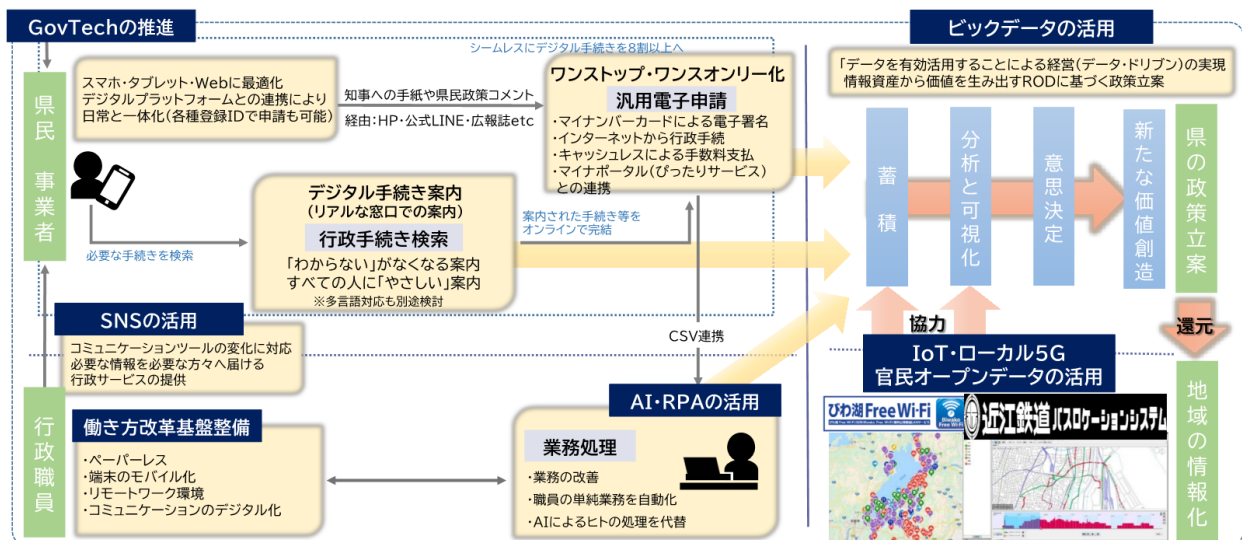 GovTechの推進
シームレスにデジタル手続きを8割以上へ
県民 事業者
スマホ・タブレット・Webに最適化
デジタルプラットフォームとの連携により
日常と一体化(各種登録IDで申請も可能)
知事への手紙や県民政策コメント
経由:HP・公式LINE・広報誌etc
ワンストップ・ワンスオンリー化
汎用電子申請
・マイナンバーカードによる電子署名
・インターネットから行政手続
・キャッシュレスによる手数料支払
・マイナポータル(ぴったりサービス)
との連携
必要な手続きを検索
デジタル手続き案内
(リアルな窓口での案内)
行政手続き検索
「わからない」がなくなる案内
すべての人に「やさしい」案内
※多言語対応も別途検討
案内された手続き等を
オンラインで完結
SNSの活用
コミュニケーションツールの変化に対応
必要な情報を必要な方々へ届ける
行政サービスの提供
CSV連携
行政職員
働き方改革基盤整備
・ペーパーレス
・端末のモバイル化
・リモートワーク環境
・コミュニケーションのデジタル化
AI・RPAの活用
業務処理
・業務の改善
・職員の単純業務を自動化
・AIによるヒトの処理を代替
ビックデータの活用
「データを有効活用することによる経営(データ・ドリブン)の実現
情報資産から価値を生み出すRODに基づく政策立案
蓄積
分析と可視化
意思決定
新たな価値創造
県の政策立案
協力
還元
IoT・ローカル5G
官民オープンデータの活用
びわ湖 Free Wi-Fi
近江鉄道 バスロケーションシステム
地域の情報化